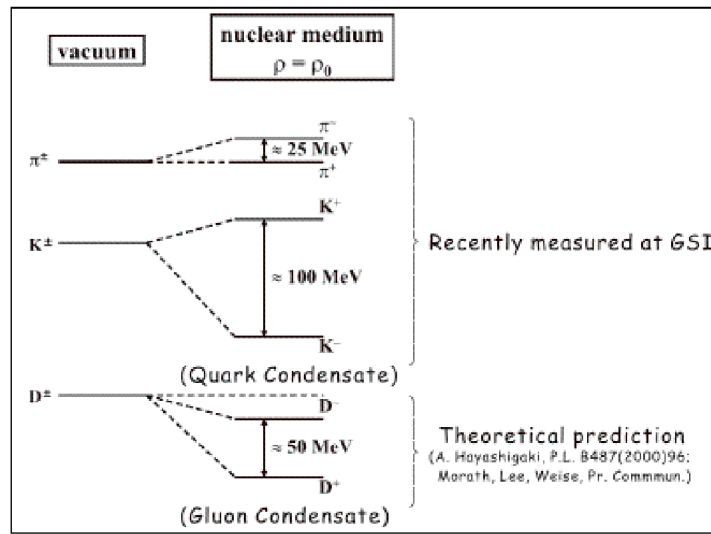 vacuum
nuclear medium
ρ = ρ₀
π±
π⁻
≈ 25 MeV
π⁺
K±
K⁺
≈ 100 MeV
K⁻
(Quark Condensate)
Recently measured at GSI
D±
D⁻
≈ 50 MeV
D⁺
(Gluon Condensate)
Theoretical prediction
(A. Hayashigaki, P.L. B487(2000)96;
Morath, Lee, Weise, Pr. Commmun.)